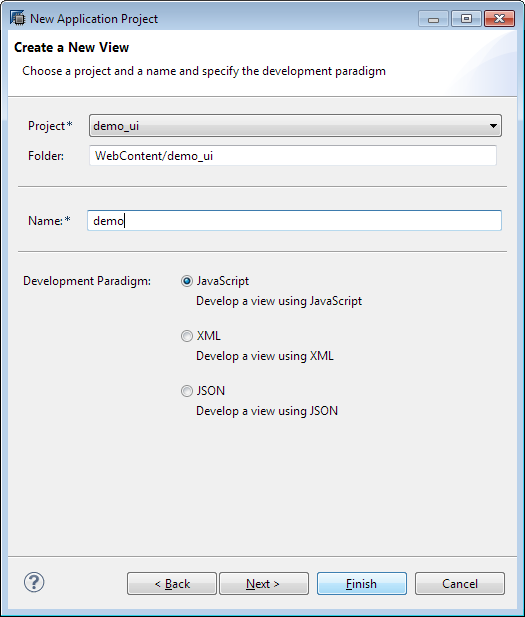 New Application Project
Create a New View
Choose a project and a name and specify the development paradigm
Project* demo_ui
Folder: WebContent/demo_ui
Name:* demo
Development Paradigm: JavaScript
Develop a view using JavaScript
XML
Develop a view using XML
JSON
Develop a view using JSON
? < Back Next > Finish Cancel